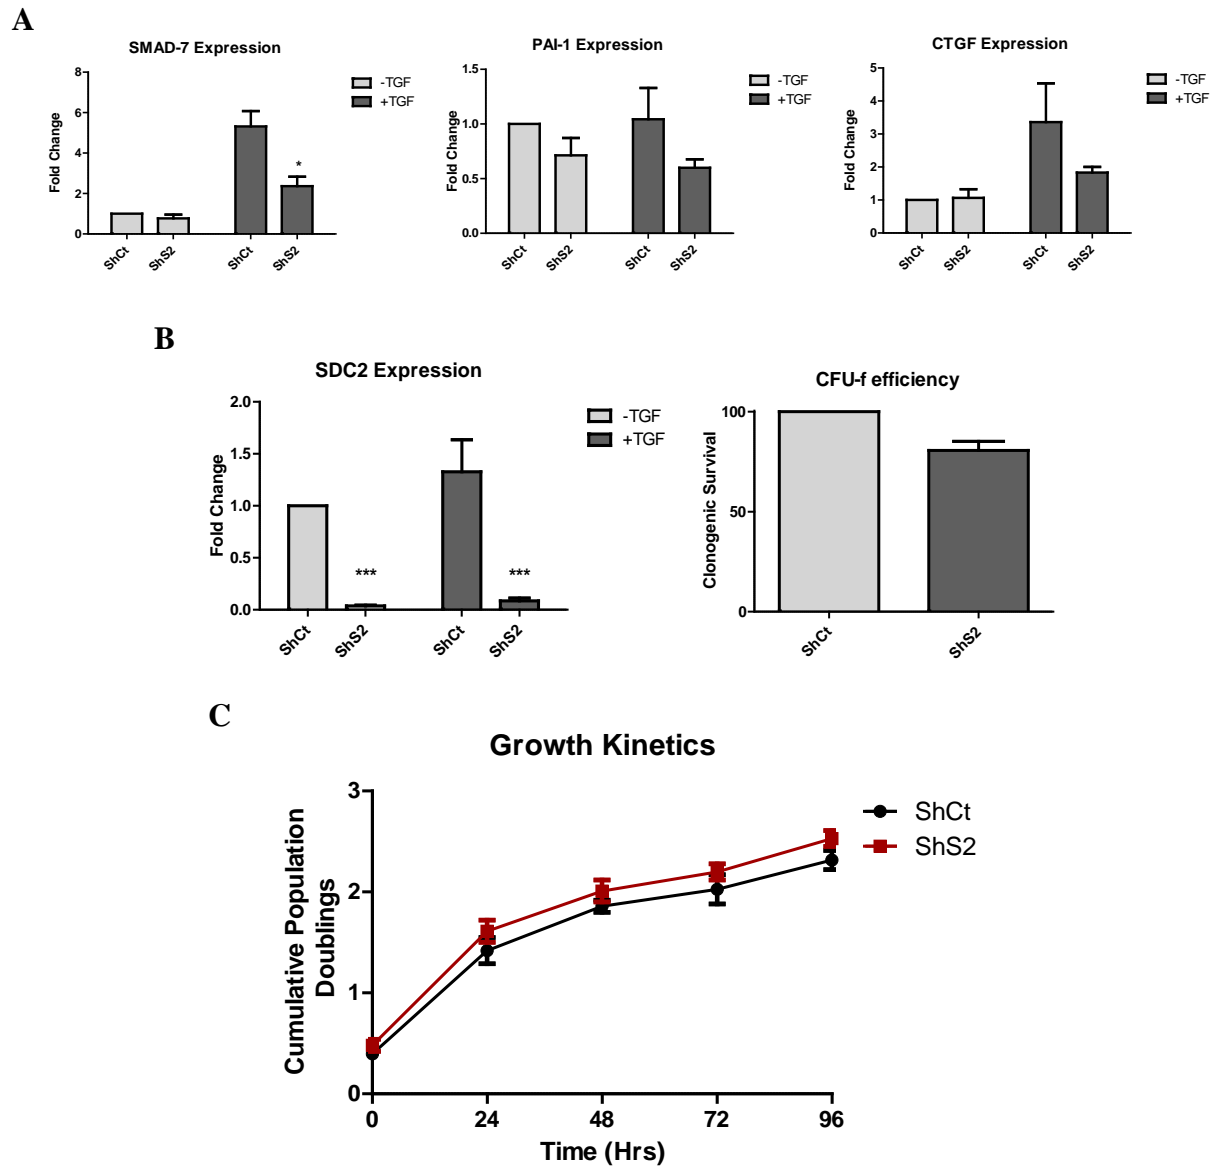 A
SMAD-7 Expression
Fold Change
8
6
4
2
0
*
ShCt
ShS2
ShCt
ShS2
-TGF
+TGF
PAI-1 Expression
Fold Change
1.5
1.0
0.5
0.0
ShCt
ShS2
ShCt
ShS2
-TGF
+TGF
CTGF Expression
Fold Change
5
4
3
2
1
0
ShCt
ShS2
ShCt
ShS2
-TGF
+TGF
B
SDC2 Expression
Fold Change
2.0
1.5
1.0
0.5
0.0
***
***
ShCt
ShS2
ShCt
ShS2
-TGF
+TGF
CFU-f efficiency
Clonogenic Survival
100
50
0
ShCt
ShS2
C
Growth Kinetics
Cumulative Population
Doublings
3
2
1
0
0
24
48
72
96
Time (Hrs)
ShCt
ShS2